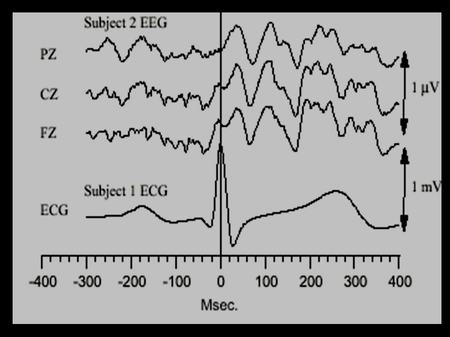 Subject 2 EEG
PZ
CZ
1 µV
FZ
Subject 1 ECG
1 mV
ECG
-400 -300 -200 -100 0 100 200 300 400
Msec.